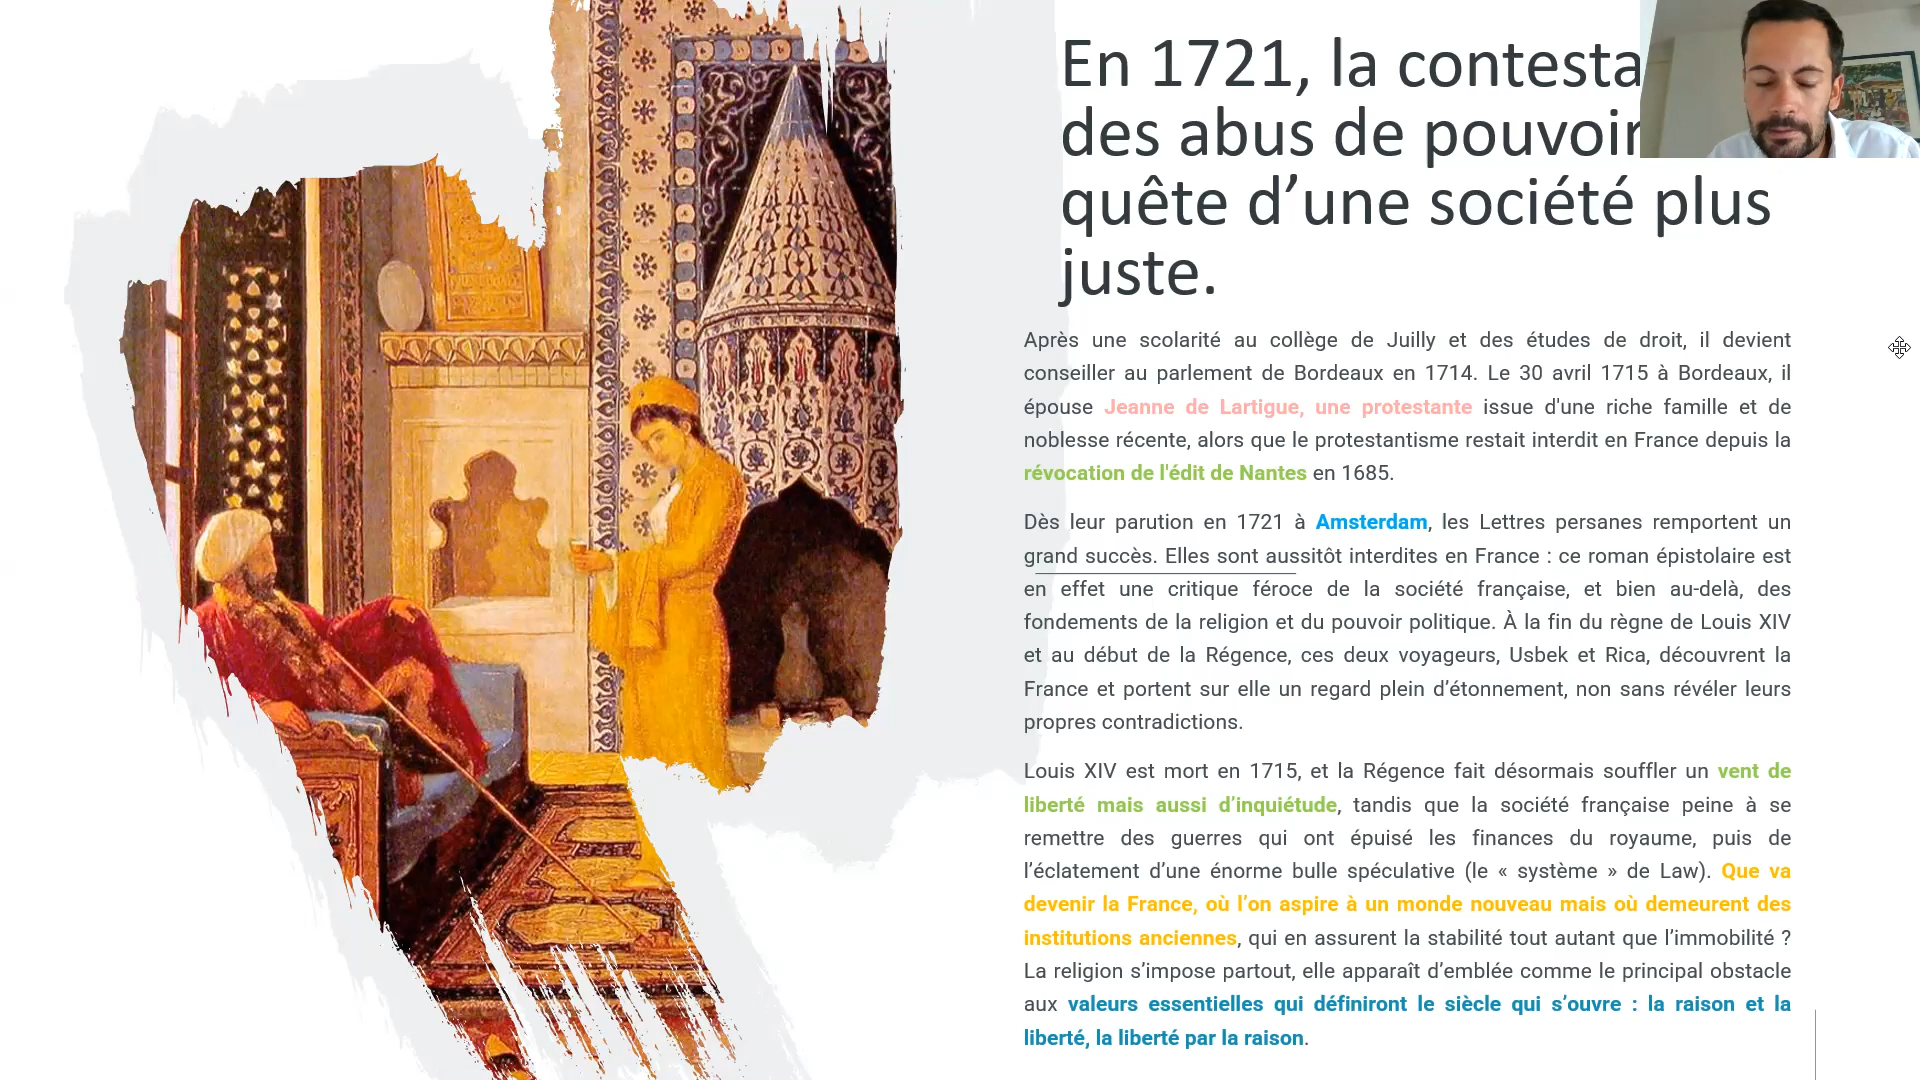 En 1721, la contesta
des abus de pouvoir
quête d’une société plus
juste.
Après une scolarité au collège de Juilly et des études de droit, il devient
conseiller au parlement de Bordeaux en 1714. Le 30 avril 1715 à Bordeaux, il
épouse Jeanne de Lartigue, une protestante issue d'une riche famille et de
noblesse récente, alors que le protestantisme restait interdit en France depuis la
révocation de l'édit de Nantes en 1685.
Dès leur parution en 1721 à Amsterdam, les Lettres persanes remportent un
grand succès. Elles sont aussitôt interdites en France : ce roman épistolaire est
en effet une critique féroce de la société française, et bien au-delà, des
fondements de la religion et du pouvoir politique. À la fin du règne de Louis XIV
et au début de la Régence, ces deux voyageurs, Usbek et Rica, découvrent la
France et portent sur elle un regard plein d’étonnement, non sans révéler leurs
propres contradictions.
Louis XIV est mort en 1715, et la Régence fait désormais souffler un vent de
liberté mais aussi d’inquiétude, tandis que la société française peine à se
remettre des guerres qui ont épuisé les finances du royaume, puis de
l’éclatement d’une énorme bulle spéculative (le « système » de Law). Que va
devenir la France, où l’on aspire à un monde nouveau mais où demeurent des
institutions anciennes, qui en assurent la stabilité tout autant que l’immobilité ?
La religion s’impose partout, elle apparaît d’emblée comme le principal obstacle
aux valeurs essentielles qui définiront le siècle qui s’ouvre : la raison et la
liberté, la liberté par la raison.